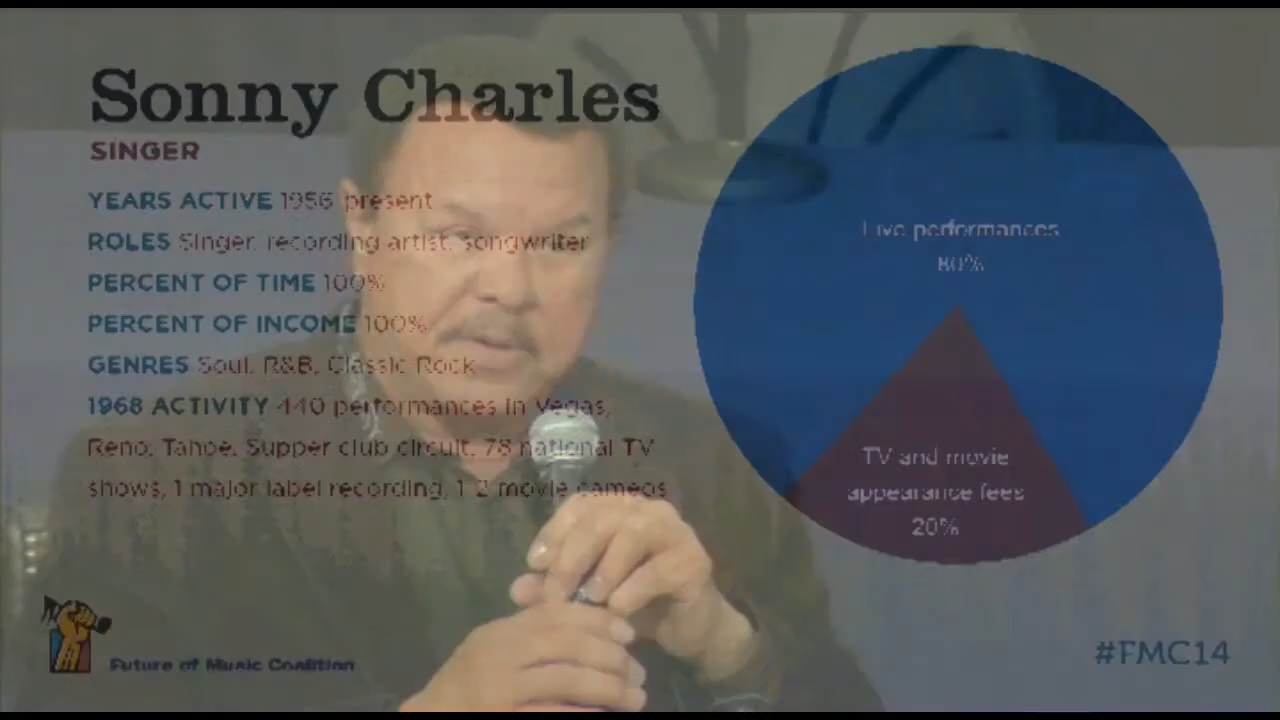 Sonny Charles
SINGER
YEARS ACTIVE 1956 present
ROLES Singer, recording artist, songwriter
PERCENT OF TIME 100%
PERCENT OF INCOME 100%
GENRES Soul, R&B, Classic Rock
1968 ACTIVITY 440 performances in Vegas,
Reno, Tahoe, Supper club circuit, 78 national TV
shows, 1 major label recording, 1-2 movie cameos
Live performances
80%
TV and movie
appearance fees
20%
Future of Music Coalition
#FMC14